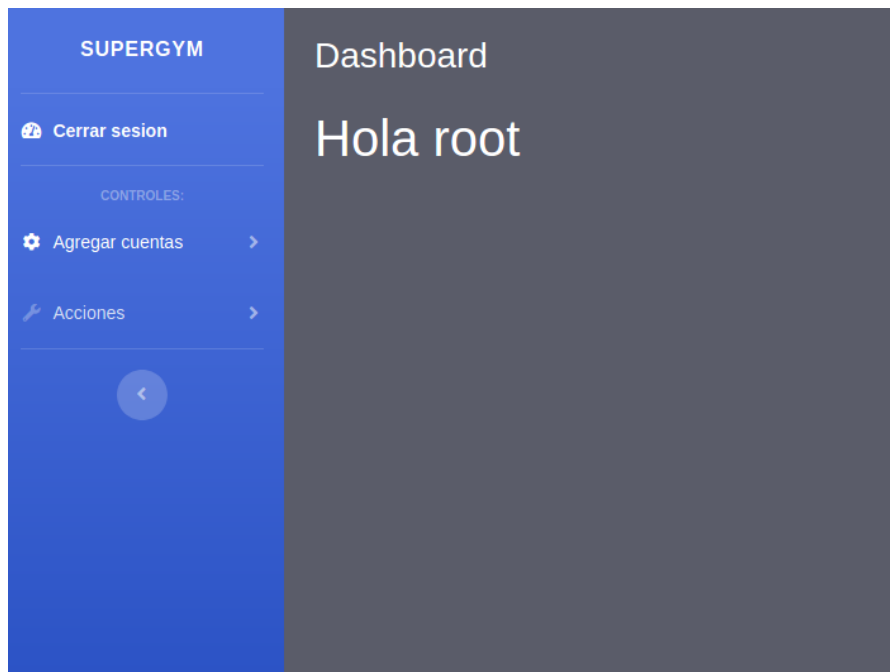 SUPERGYM
Cerrar sesion
CONTROLES:
Agregar cuentas
Acciones
Dashboard
Hola root